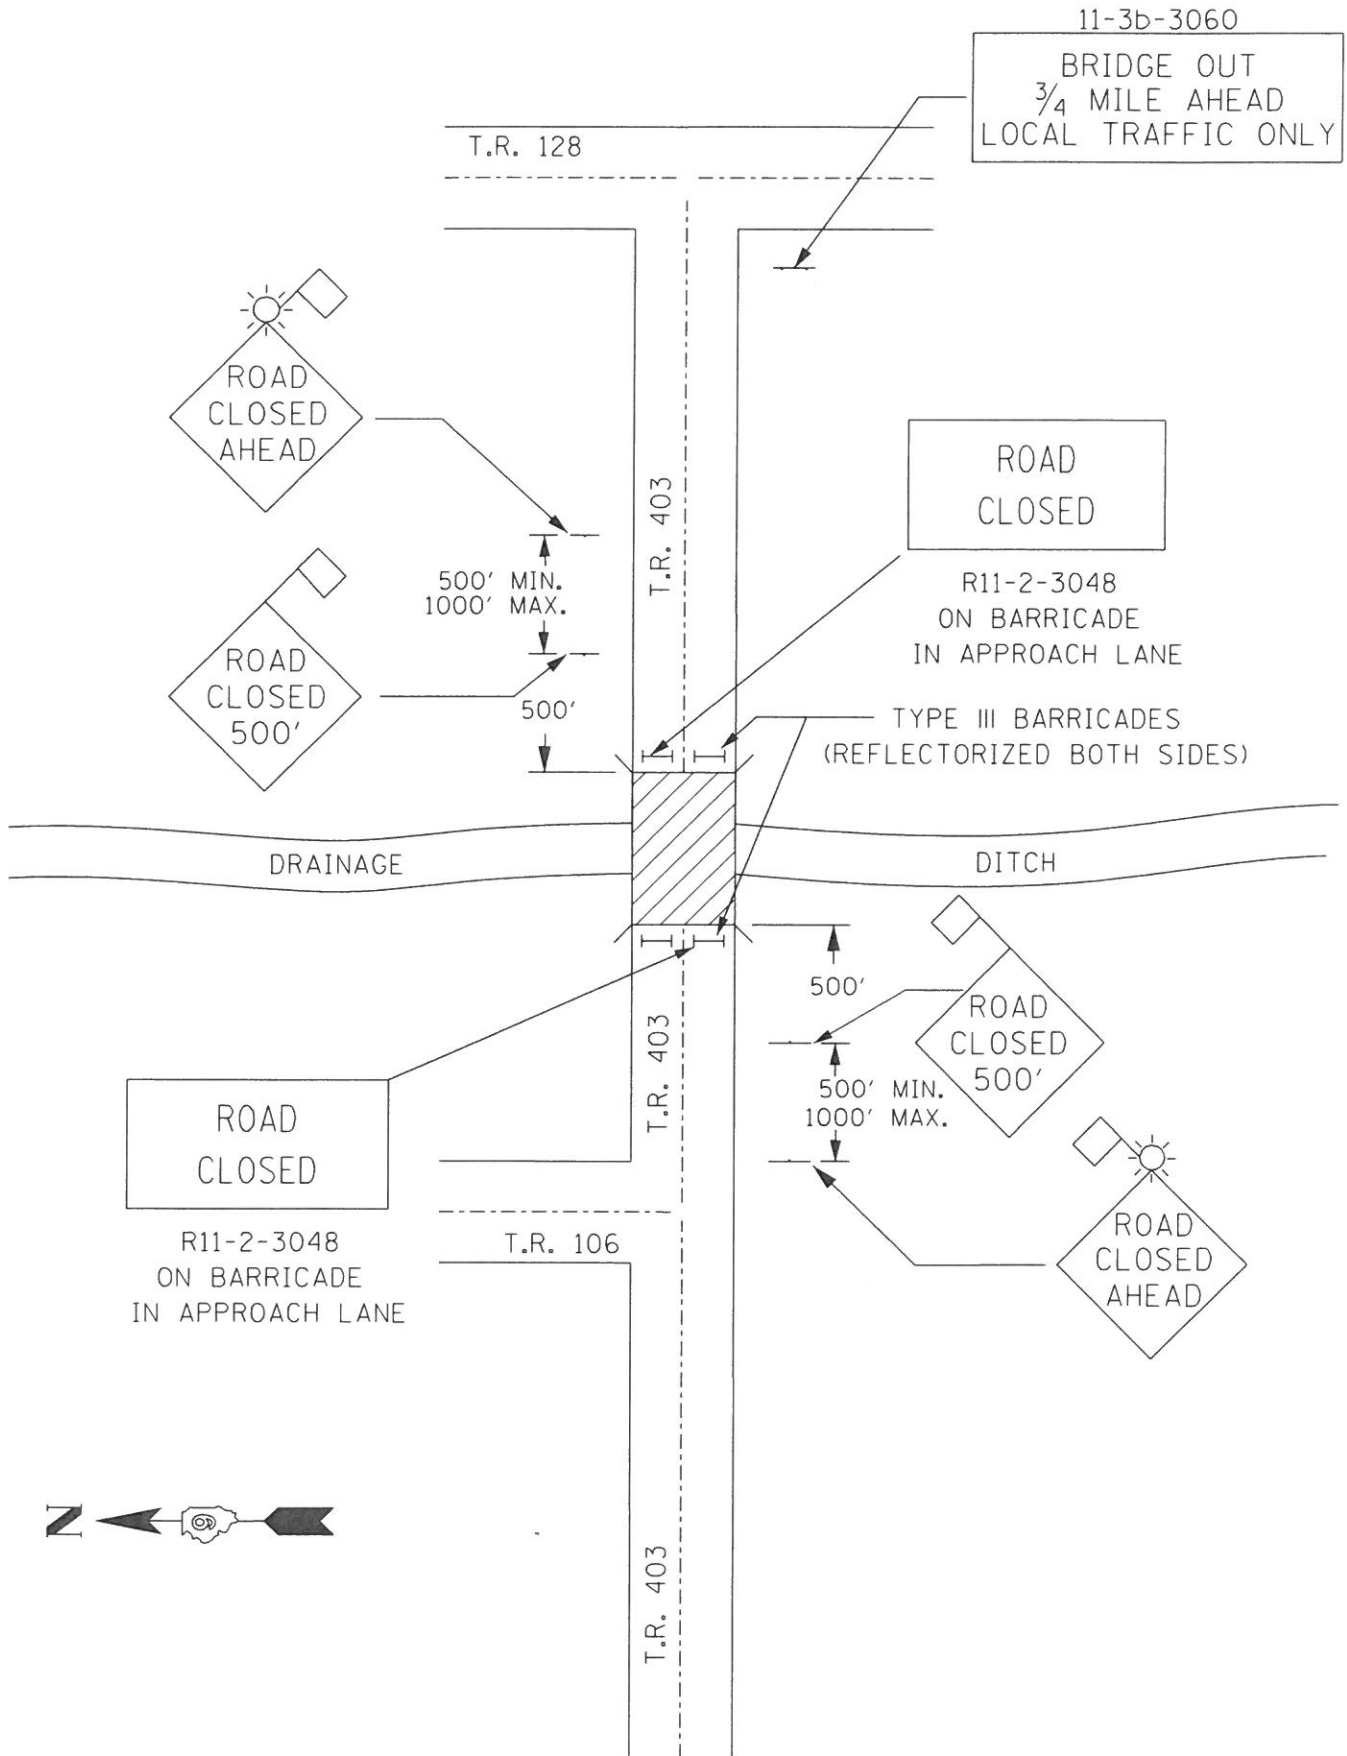 11-3b-3060
BRIDGE OUT
3/4 MILE AHEAD
LOCAL TRAFFIC ONLY
T.R. 128
ROAD
CLOSED
AHEAD
ROAD
CLOSED
T.R. 403
500' MIN.
1000' MAX.
R11-2-3048
ON BARRICADE
IN APPROACH LANE
ROAD
CLOSED
500'
500'
TYPE III BARRICADES
(REFLECTORIZED BOTH SIDES)
DRAINAGE
DITCH
500'
ROAD
CLOSED
500'
T.R. 403
500' MIN.
1000' MAX.
ROAD
CLOSED
R11-2-3048
ON BARRICADE
IN APPROACH LANE
T.R. 106
ROAD
CLOSED
AHEAD
N
T.R. 403